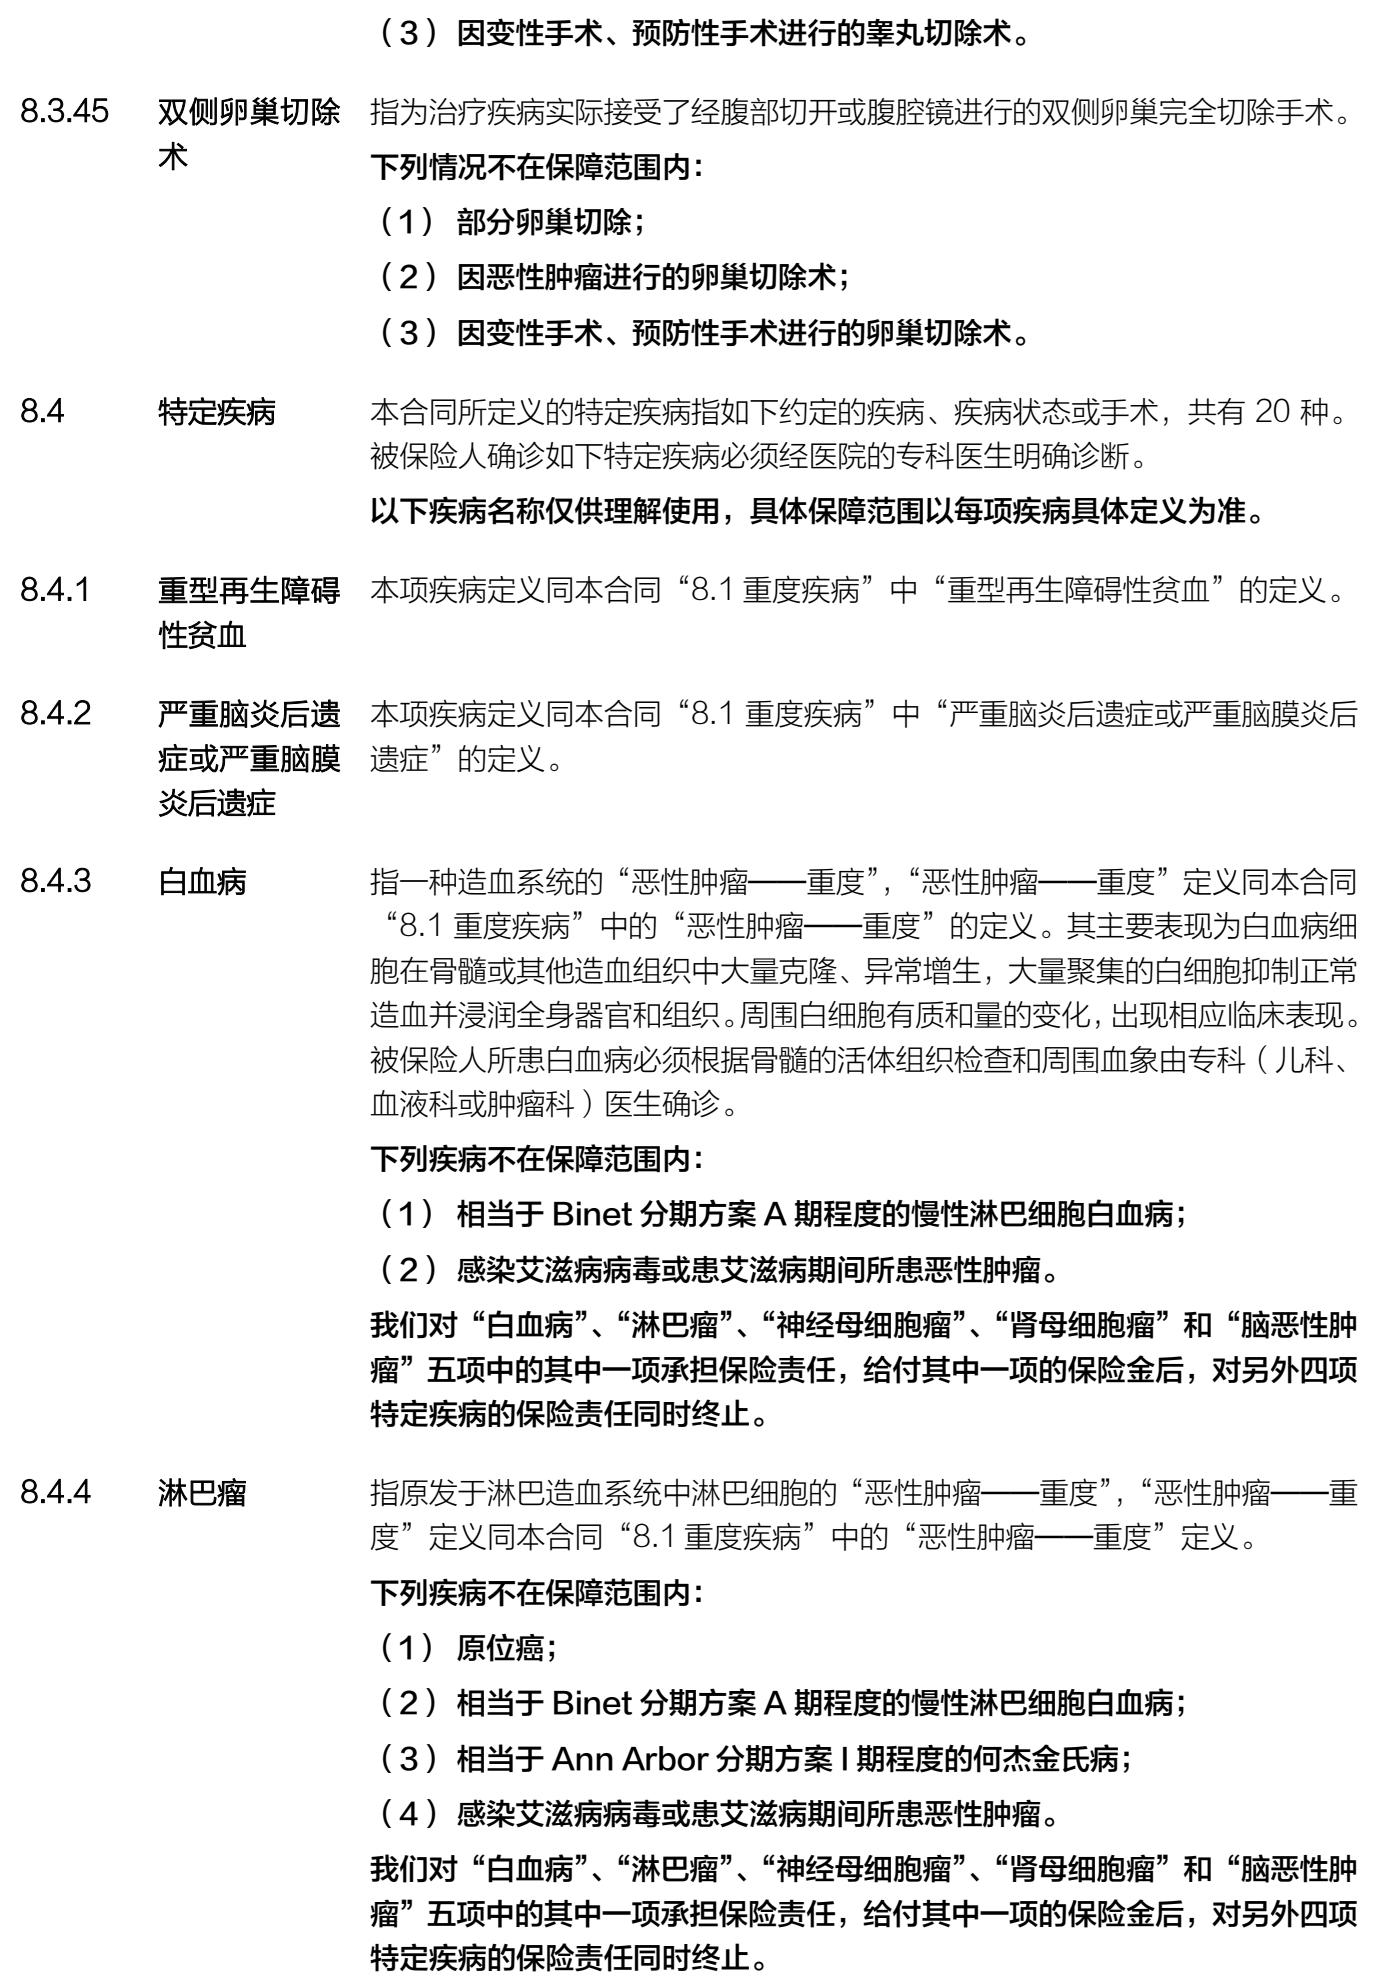 （3）因变性手术、预防性手术进行的睾丸切除术。
8.3.45 双侧卵巢切除 指为治疗疾病实际接受了经腹部切开或腹腔镜进行的双侧卵巢完全切除手术。
术
下列情况不在保障范围内：
（1）部分卵巢切除；
（2）因恶性肿瘤进行的卵巢切除术；
（3）因变性手术、预防性手术进行的卵巢切除术。
8.4 特定疾病 本合同所定义的特定疾病指如下约定的疾病、疾病状态或手术，共有 20 种。
被保险人确诊如下特定疾病必须经医院的专科医生明确诊断。
以下疾病名称仅供理解使用，具体保障范围以每项疾病具体定义为准。
8.4.1 重型再生障碍 本项疾病定义同本合同“8.1 重度疾病”中“重型再生障碍性贫血”的定义。
性贫血
8.4.2 严重脑炎后遗 本项疾病定义同本合同“8.1 重度疾病”中“严重脑炎后遗症或严重脑膜炎后
症或严重脑膜 遗症”的定义。
炎后遗症
8.4.3 白血病 指一种造血系统的“恶性肿瘤——重度”，“恶性肿瘤——重度”定义同本合同
“8.1 重度疾病”中的“恶性肿瘤——重度”的定义。其主要表现为白血病细
胞在骨髓或其他造血组织中大量克隆、异常增生，大量聚集的白细胞抑制正常
造血并浸润全身器官和组织。周围白细胞有质和量的变化，出现相应临床表现。
被保险人所患白血病必须根据骨髓的活体组织检查和周围血象由专科（儿科、
血液科或肿瘤科）医生确诊。
下列疾病不在保障范围内：
（1）相当于 Binet 分期方案 A 期程度的慢性淋巴细胞白血病；
（2）感染艾滋病病毒或患艾滋病期间所患恶性肿瘤。
我们对“白血病”、“淋巴瘤”、“神经母细胞瘤”、“肾母细胞瘤”和“脑恶性肿
瘤”五项中的其中一项承担保险责任，给付其中一项的保险金后，对另外四项
特定疾病的保险责任同时终止。
8.4.4 淋巴瘤 指原发于淋巴造血系统中淋巴细胞的“恶性肿瘤——重度”，“恶性肿瘤——重
度”定义同本合同“8.1 重度疾病”中的“恶性肿瘤——重度”定义。
下列疾病不在保障范围内：
（1）原位癌；
（2）相当于 Binet 分期方案 A 期程度的慢性淋巴细胞白血病；
（3）相当于 Ann Arbor 分期方案 I 期程度的何杰金氏病；
（4）感染艾滋病病毒或患艾滋病期间所患恶性肿瘤。
我们对“白血病”、“淋巴瘤”、“神经母细胞瘤”、“肾母细胞瘤”和“脑恶性肿
瘤”五项中的其中一项承担保险责任，给付其中一项的保险金后，对另外四项
特定疾病的保险责任同时终止。